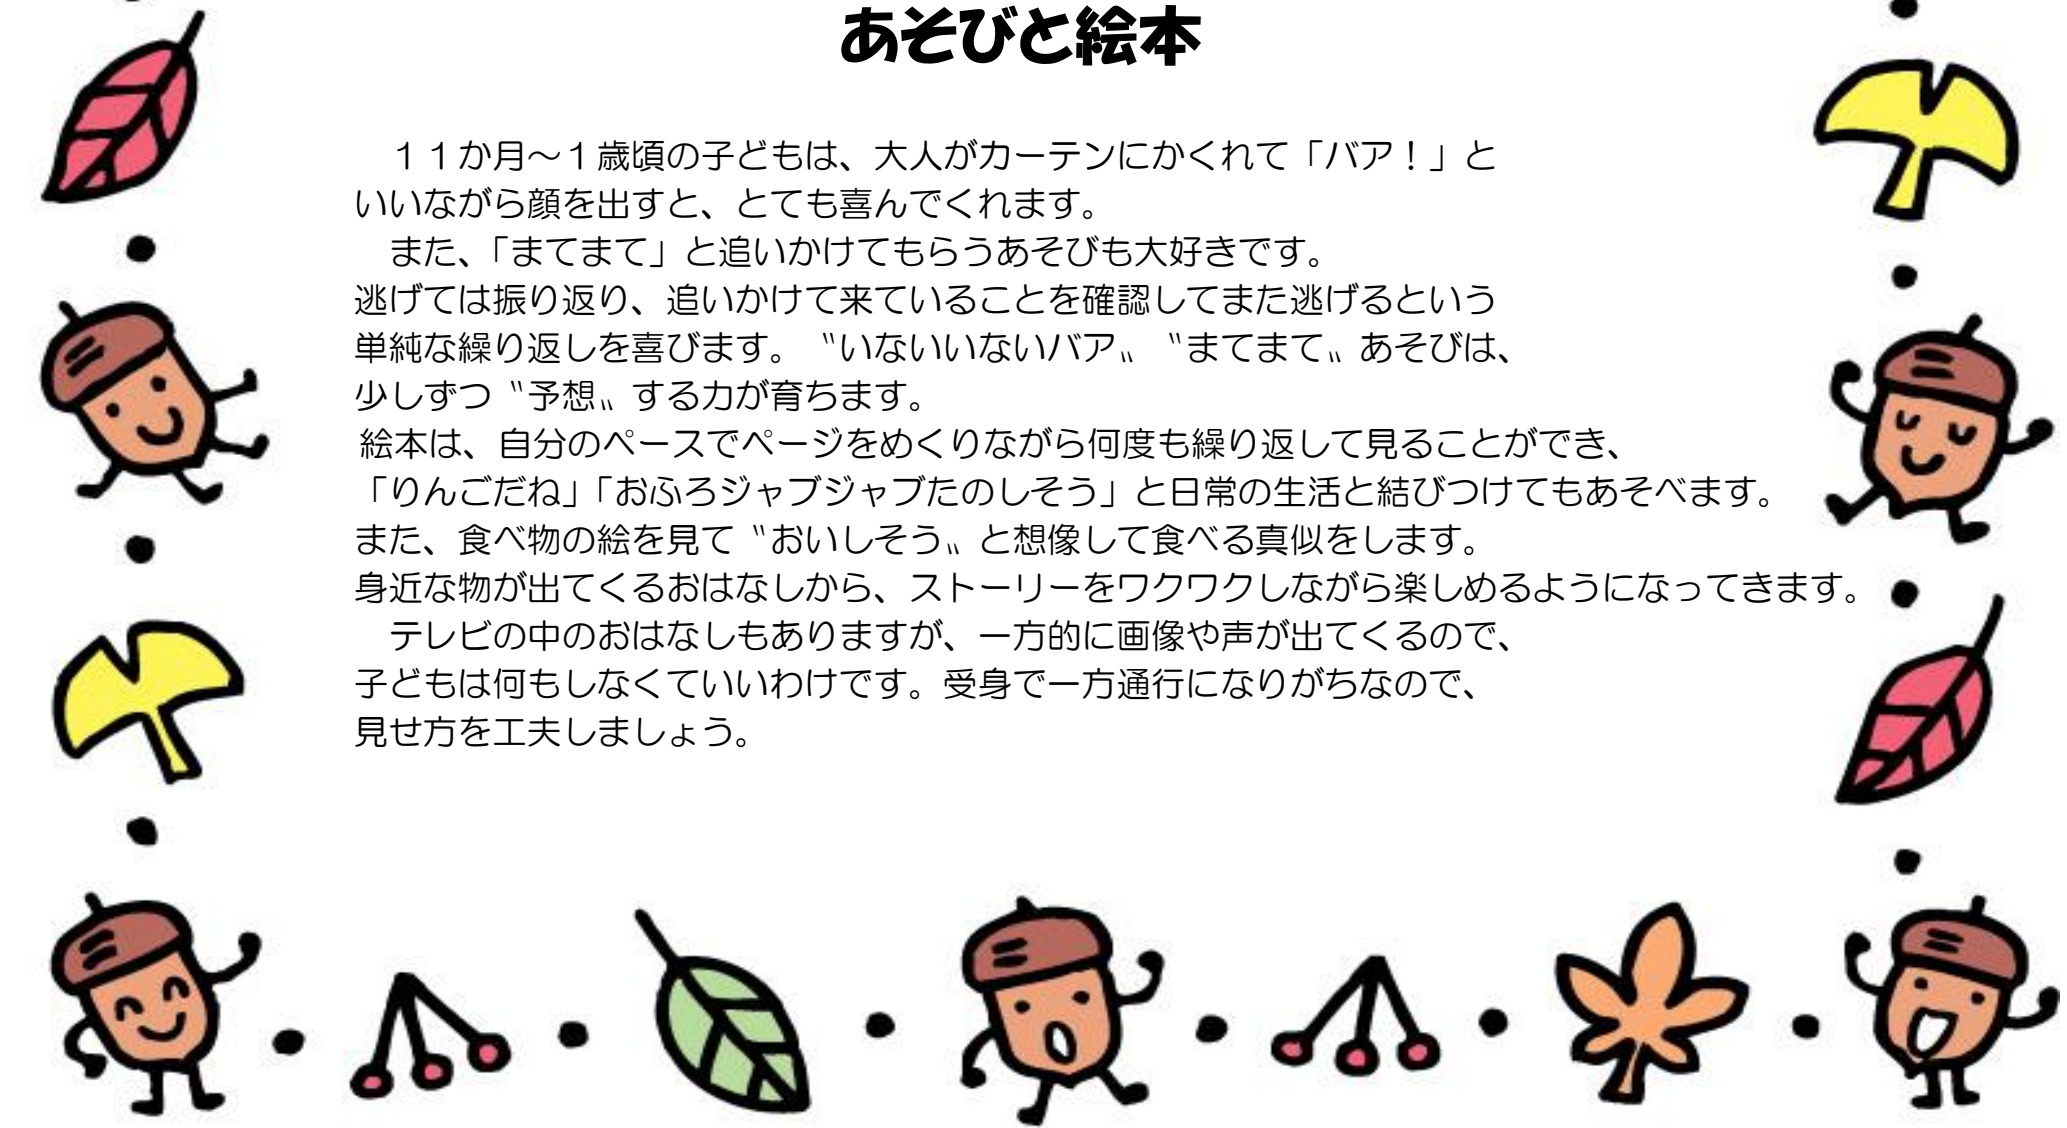 あそびと絵本
　１１か月～１歳頃の子どもは、大人がカーテンにかくれて「バア！」と
いいながら顔を出すと、とても喜んでくれます。
　また、「まてまて」と追いかけてもらうあそびも大好きです。
逃げては振り返り、追いかけて来ていることを確認してまた逃げるという
単純な繰り返しを喜びます。〝いないいないバア〟〝まてまて〟あそびは、
少しずつ〝予想〟する力が育ちます。
絵本は、自分のペースでページをめくりながら何度も繰り返して見ることができ、
「りんごだね」「おふろジャブジャブたのしそう」と日常の生活と結びつけてもあそべます。
また、食べ物の絵を見て〝おいしそう〟と想像して食べる真似をします。
身近な物が出てくるおはなしから、ストーリーをワクワクしながら楽しめるようになってきます。
　テレビの中のおはなしもありますが、一方的に画像や声が出てくるので、
子どもは何もしなくていいわけです。受身で一方通行になりがちなので、
見せ方を工夫しましょう。